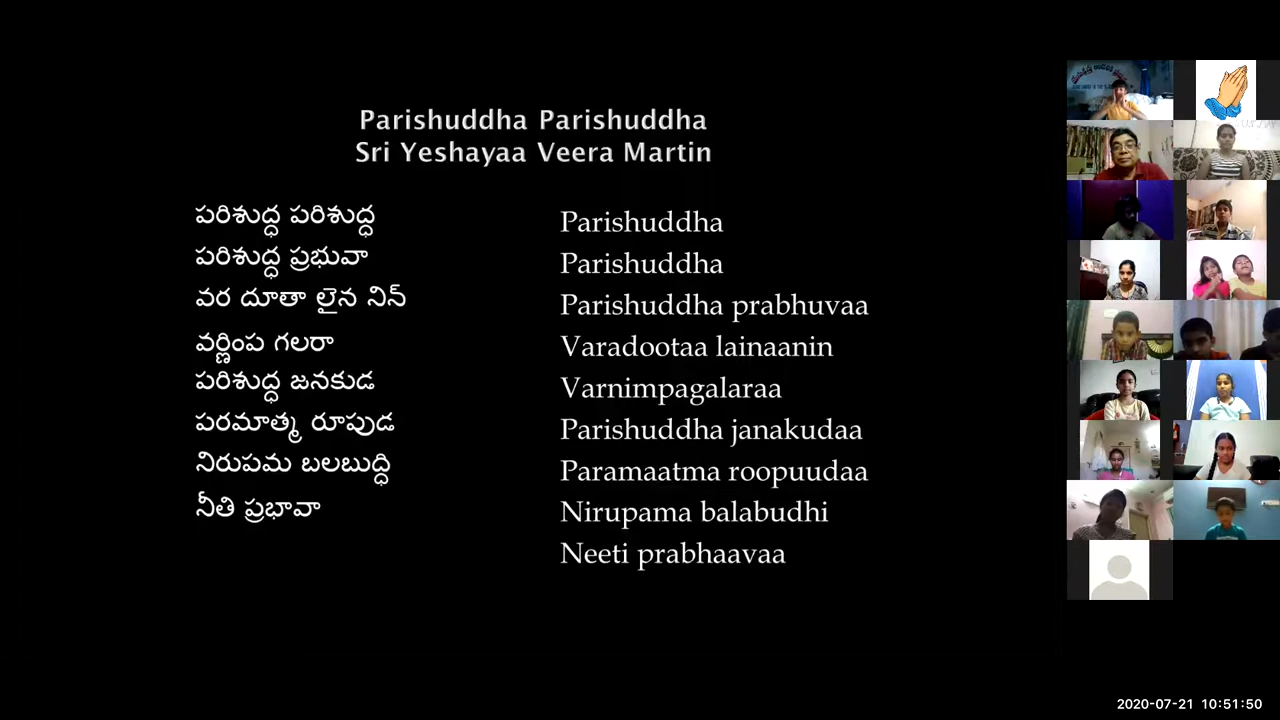 Parishuddha Parishuddha
Sri Yeshayaa Veera Martin
పరిశుద్ధ పరిశుద్ధ
పరిశుద్ధ ప్రభువా
వర దూతా లైన నిన్
వర్ణింప గలరా
పరిశుద్ధ జనకుడ
పరమాత్మ రూపుడ
నిరుపమ బలబుద్ధి
నీతి ప్రభావా
Parishuddha
Parishuddha
Parishuddha prabhuvaa
Varadootaa lainaanin
Varnimpagalaraa
Parishuddha janakudaa
Paramaatma roopuudaa
Nirupama balabudhi
Neeti prabhaavaa
2020-07-21 10:51:50